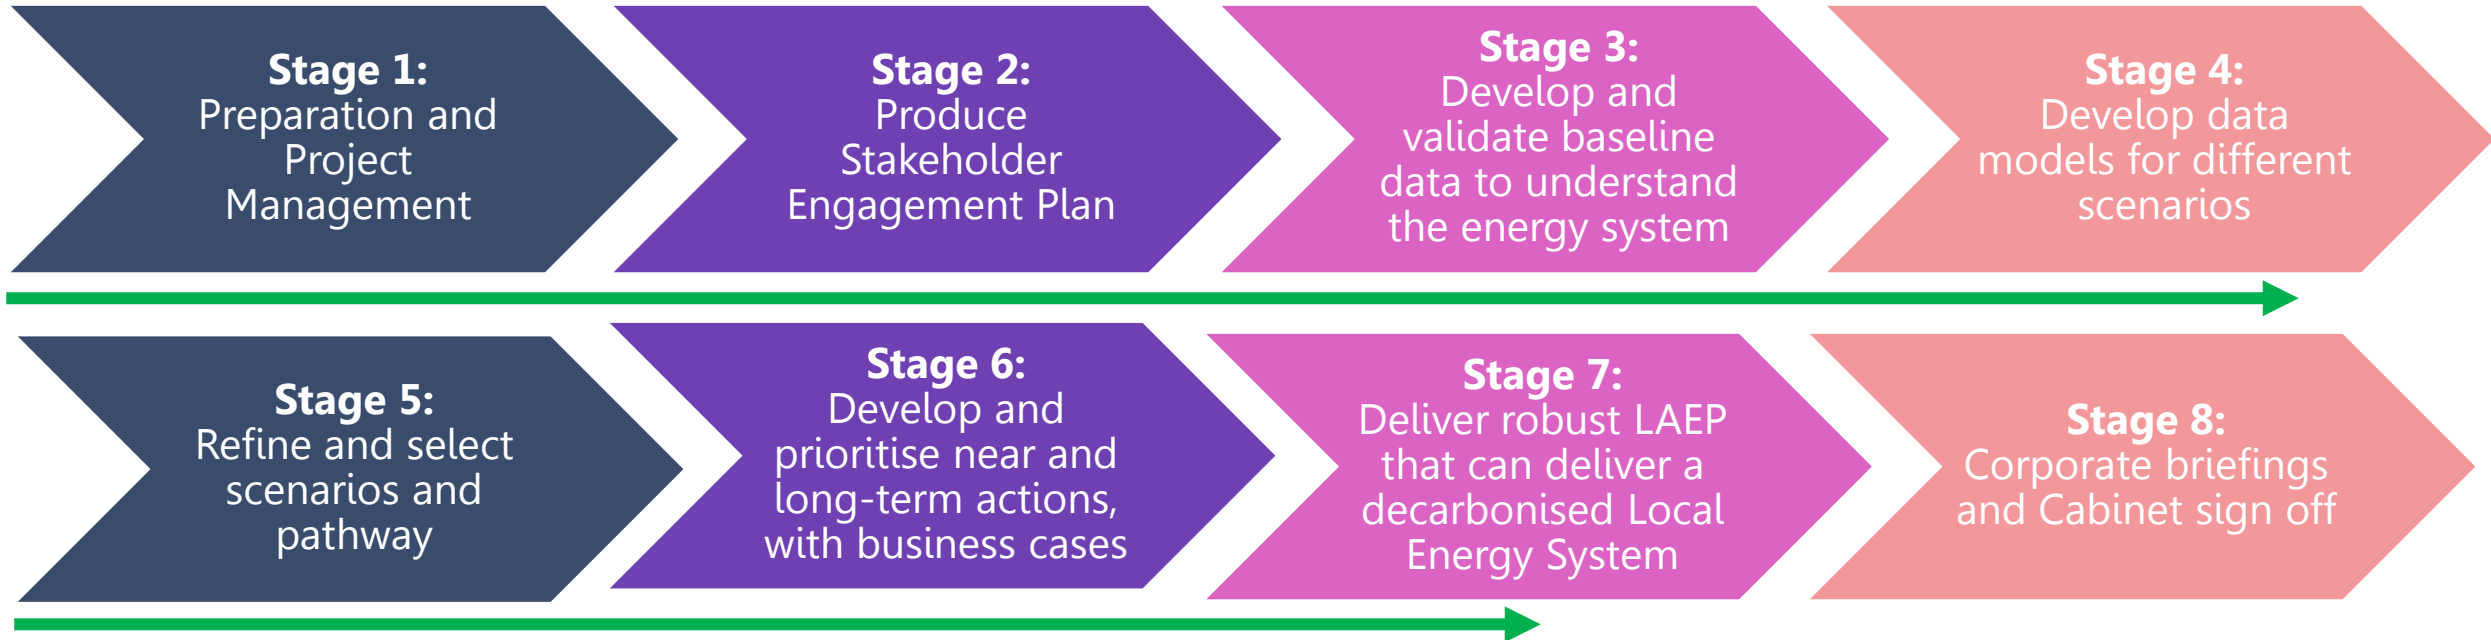 Stage 1:
Preparation and
Project
Management
Stage 2:
Produce
Stakeholder
Engagement Plan
Stage 3:
Develop and
validate baseline
data to understand
the energy system
Stage 4:
Develop data
models for different
scenarios
Stage 5:
Refine and select
scenarios and
pathway
Stage 6:
Develop and
prioritise near and
long-term actions,
with business cases
Stage 7:
Deliver robust LAEP
that can deliver a
decarbonised Local
Energy System
Stage 8:
Corporate briefings
and Cabinet sign off